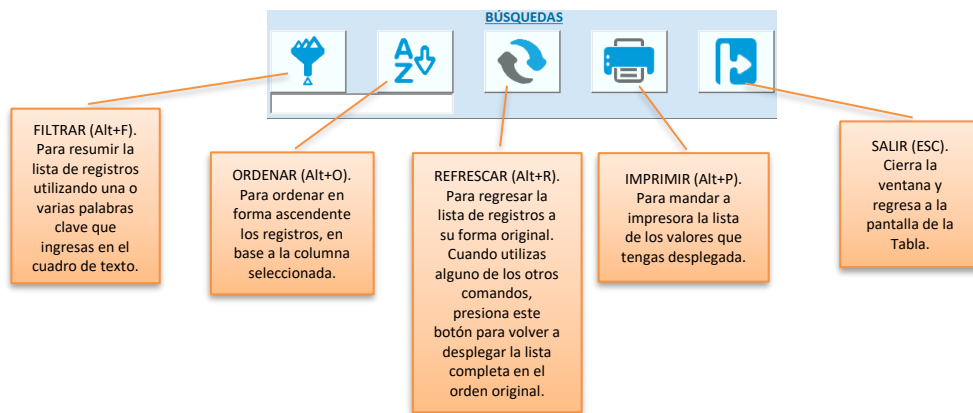 BÚSQUEDAS
A
Z
FILTRAR (Alt+F).
Para resumir la
lista de registros
utilizando una o
varias palabras
clave que
ingresas en el
cuadro de texto.
ORDENAR (Alt+O).
Para ordenar en
forma ascendente
los registros, en
base a la columna
seleccionada.
REFRESCAR (Alt+R).
Para regresar la
lista de registros a
su forma original.
Cuando utilizas
alguno de los otros
comandos,
presiona este
botón para volver a
desplegar la lista
completa en el
orden original.
IMPRIMIR (Alt+P).
Para mandar a
impresora la lista
de los valores que
tengas desplegada.
SALIR (ESC).
Cierra la
ventana y
regresa a la
pantalla de la
Tabla.